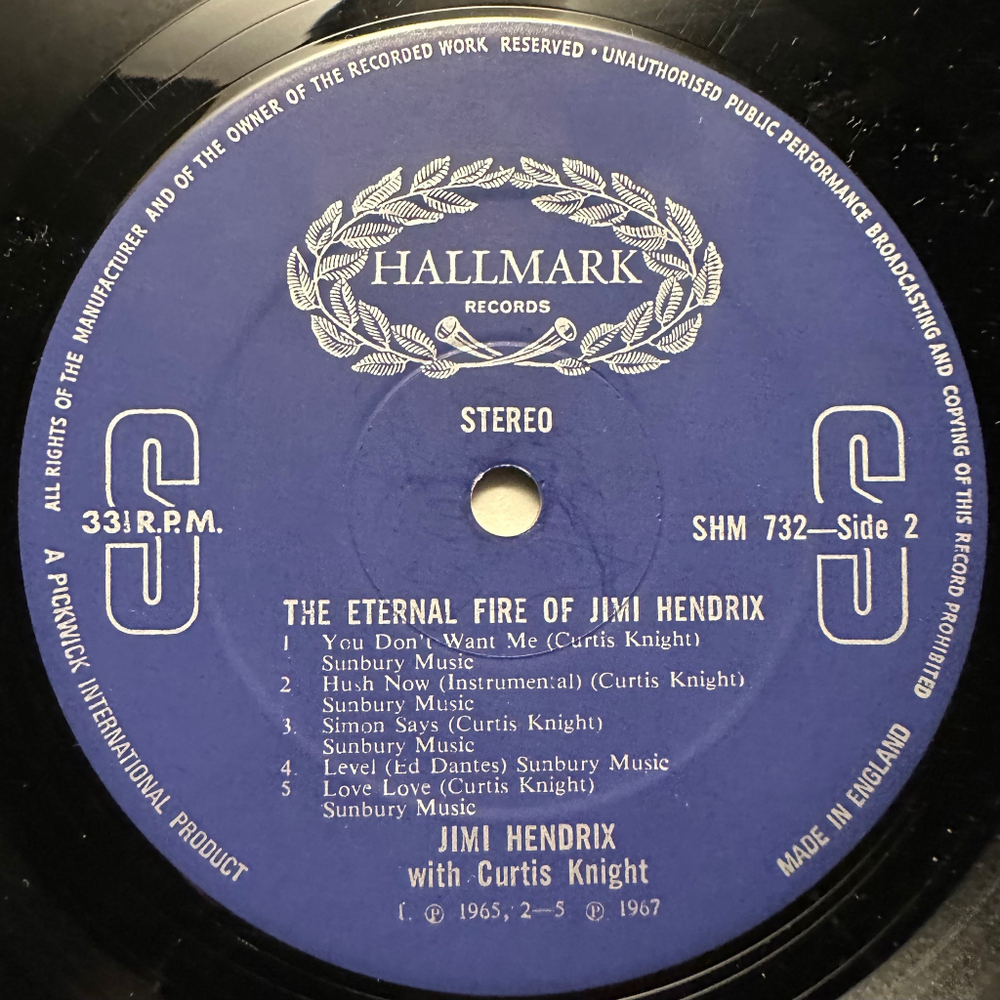 ALL RIGHTS OF THE MANUFACTURER AND OF THE OWNER OF THE RECORDED WORK RESERVED • UNAUTHORISED PUBLIC PERFORMANCE BROADCASTING AND COPYING OF THIS RECORD PROHIBITED
HALLMARK
RECORDS
STEREO
S S
33⅓ R.P.M. SHM 732—Side 2
THE ETERNAL FIRE OF JIMI HENDRIX
1 You Don't Want Me (Curtis Knight)
Sunbury Music
2 Hush Now (Instrumental) (Curtis Knight)
Sunbury Music
3. Simon Says (Curtis Knight)
Sunbury Music
4. Level (Ed Dantes) Sunbury Music
5 Love Love (Curtis Knight)
Sunbury Music
JIMI HENDRIX
with Curtis Knight
1. ℗ 1965, 2—5 ℗ 1967
A PICKWICK INTERNATIONAL PRODUCT
MADE IN ENGLAND